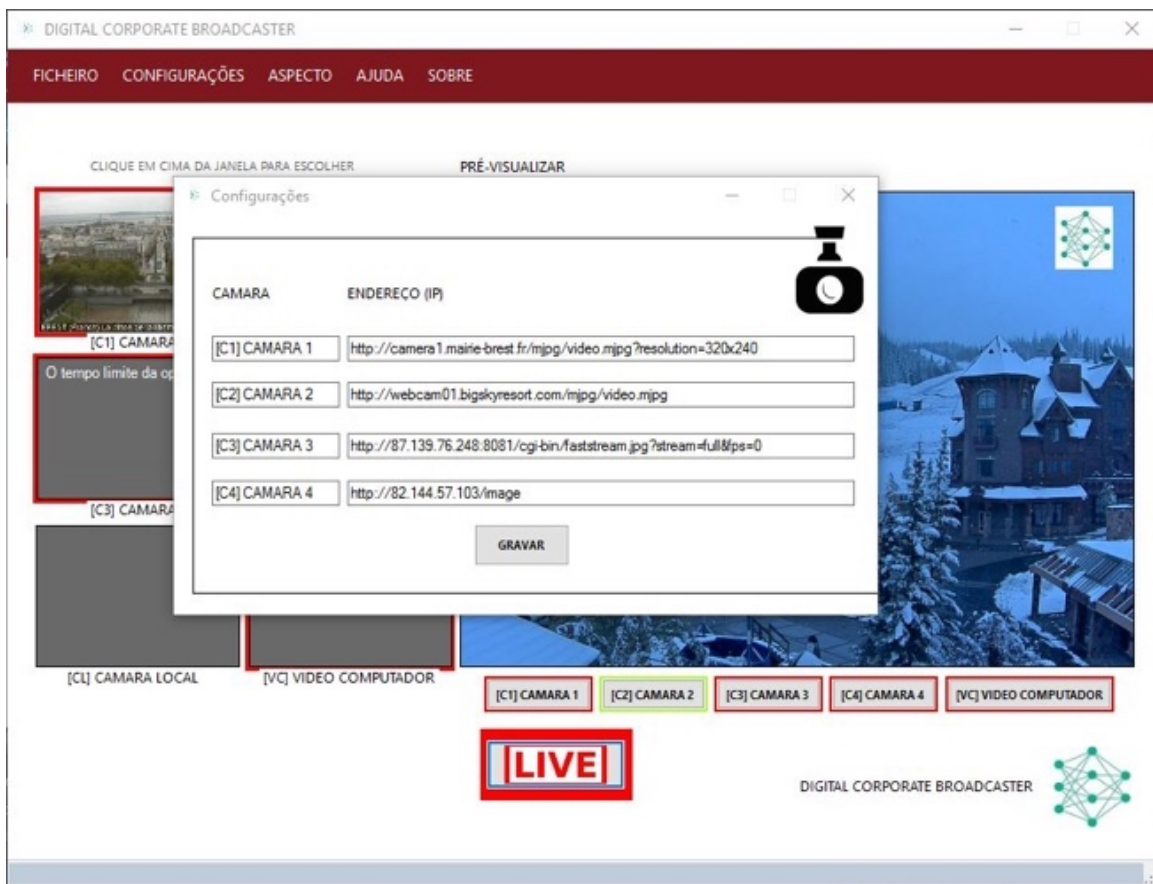 DIGITAL CORPORATE BROADCASTER
FICHEIRO CONFIGURAÇÕES ASPECTO AJUDA SOBRE
CLIQUE EM CIMA DA JANELA PARA ESCOLHER
PRÉ-VISUALIZAR
Configurações
CAMARA ENDEREÇO (IP)
[C1] CAMARA 1 http://camera1.mairie-brest.fr/mjpg/video.mjpg?resolution=320x240
[C2] CAMARA 2 http://webcam01.bigskyresort.com/mjpg/video.mjpg
[C3] CAMARA 3 http://87.139.76.248:8081/cgi-bin/faststream.jpg?stream=full&fps=0
[C4] CAMARA 4 http://82.144.57.103/image
GRAVAR
[C1] CAMARA
O tempo limite da op
[C3] CAMARA
[CL] CAMARA LOCAL
[VC] VIDEO COMPUTADOR
[C1] CAMARA 1
[C2] CAMARA 2
[C3] CAMARA 3
[C4] CAMARA 4
[VC] VIDEO COMPUTADOR
[LIVE]
DIGITAL CORPORATE BROADCASTER